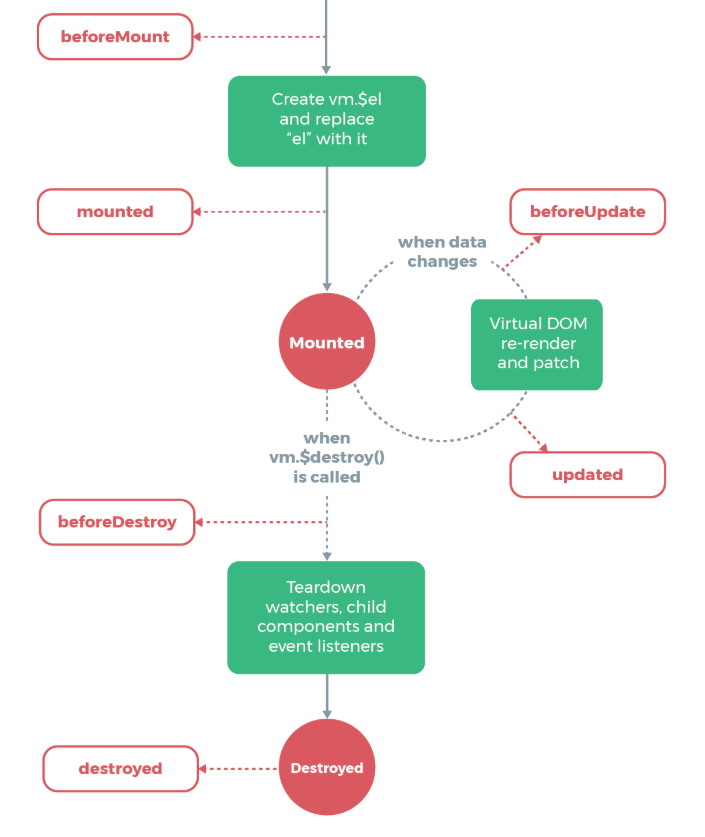 beforeMount
Create vm.$el
and replace
“el” with it
mounted
beforeUpdate
when data
changes
Virtual DOM
re-render
and patch
Mounted
when
vm.$destroy()
is called
updated
beforeDestroy
Teardown
watchers, child
components and
event listeners
destroyed
Destroyed